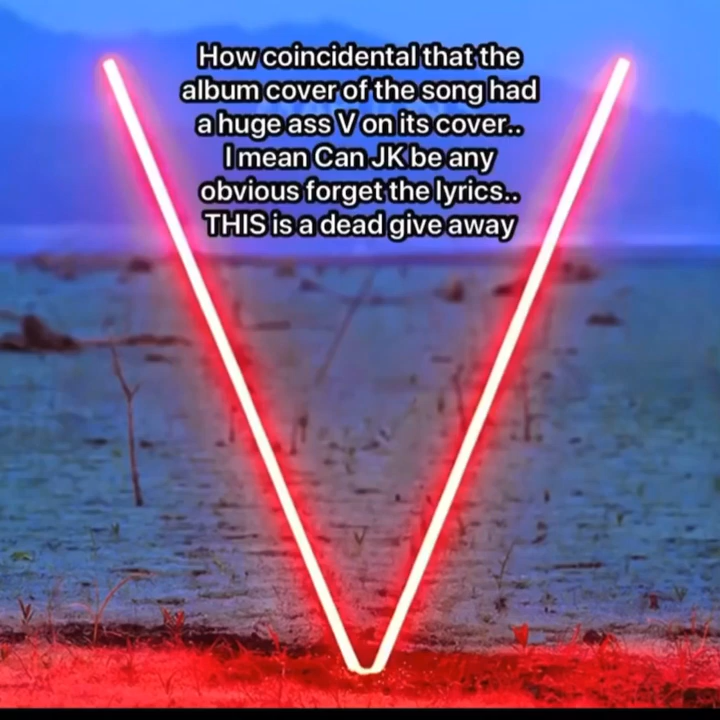 How coincidental that the
album cover of the song had
a huge ass V on its cover..
I mean Can JK be any
obvious forget the lyrics..
THIS is a dead give away